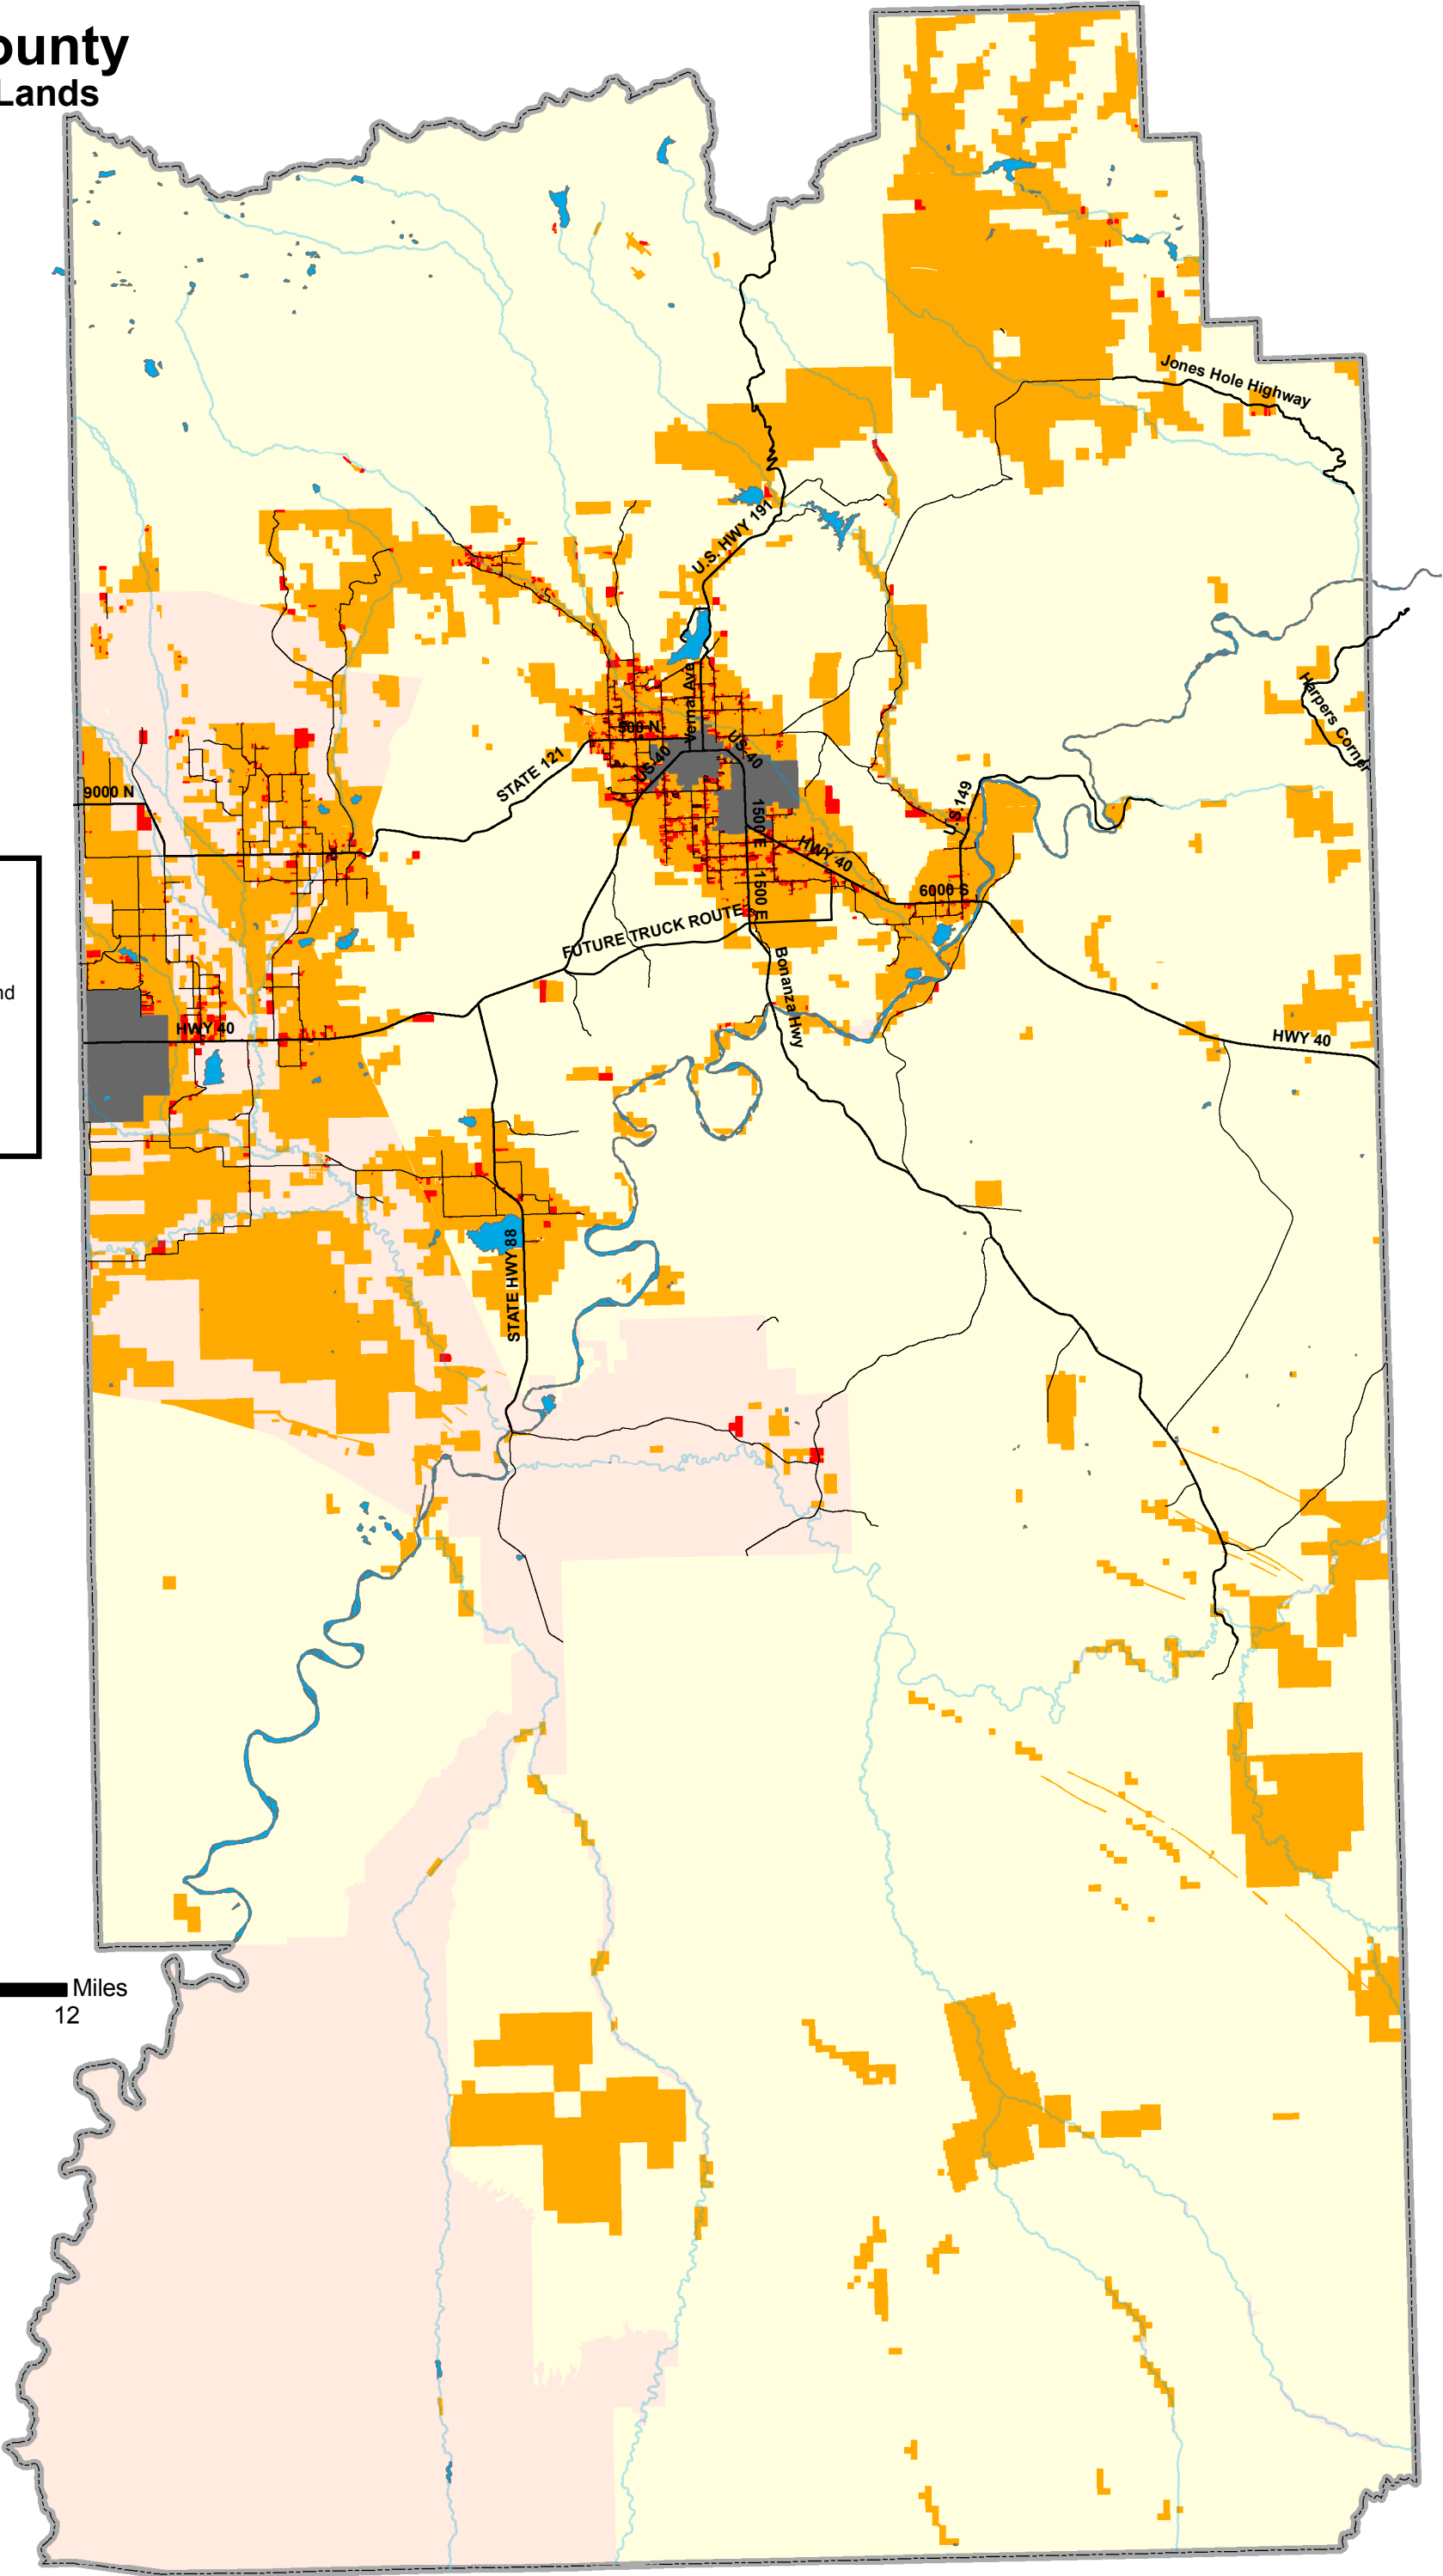 ounty
Lands
Jones Hole Highway
U.S. HWY 191
Harpers Corner
Vernal Ave
500 N
US-40
US-40
STATE 121
9000 N
U.S. 149
1500 E
HWY 40
6000 S
1500 E
FUTURE TRUCK ROUTE
Bonanza Hwy
nd
HWY 40
HWY 40
STATE HWY 88
Miles
12